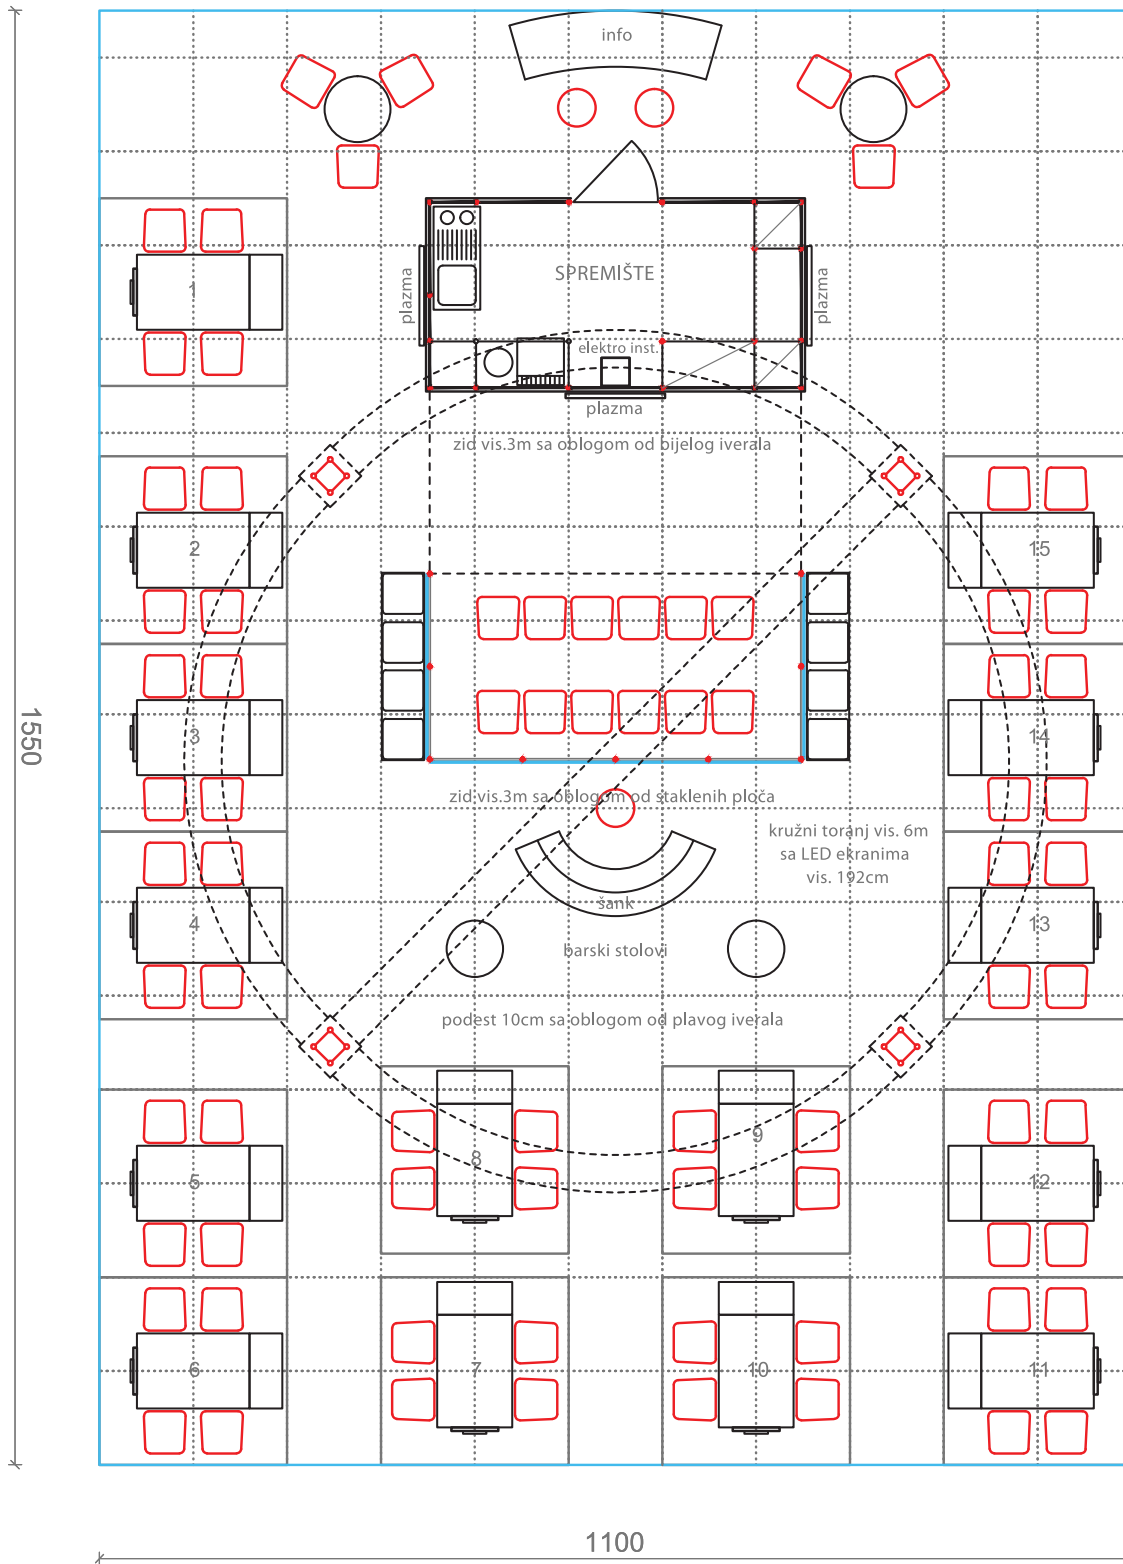 info
1
plazma
SPREMIŠTE
plazma
elektro inst.
plazma
zid vis.3m sa oblogom od bijelog iverala
2
15
3
14
1550
zid vis.3m sa oblogom od staklenih ploča
kružni toranj vis. 6m
sa LED ekranima
vis. 192cm
4
šank
13
barski stolovi
podest 10cm sa oblogom od plavog iverala
5
8
9
12
6
7
10
11
1100